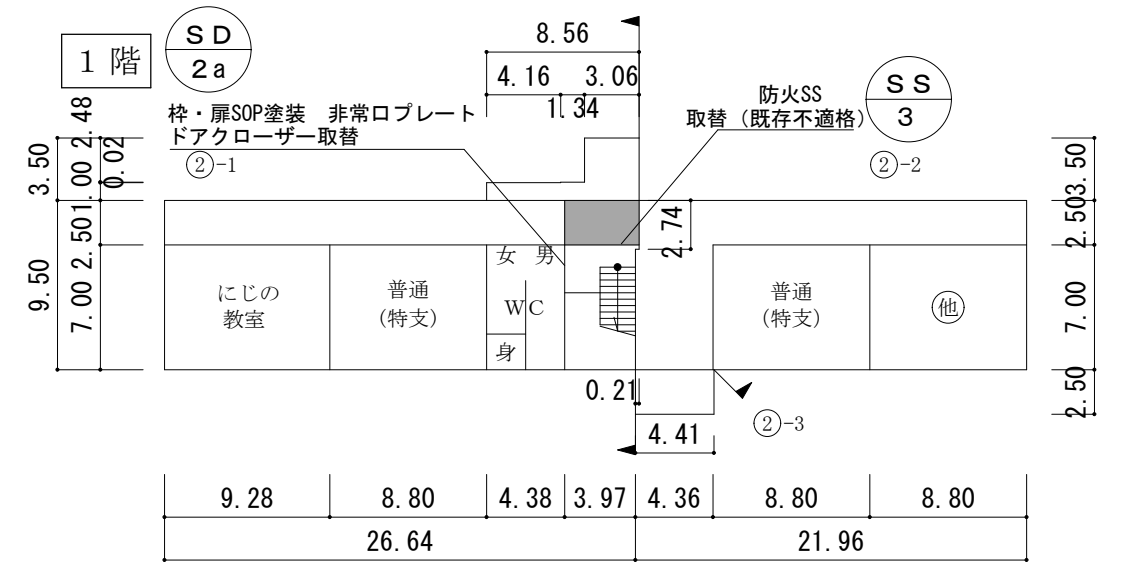 1 階
SD
2a
8.56
4.16
3.06
1.34
枠・扉SOP塗装 非常口プレート
ドアクローザー取替
②-1
防火SS
取替（既存不適格）
SS
3
②-2
3.50
2.48
1.00
0.02
9.50
2.50
7.00
2.74
3.50
2.50
7.00
2.50
女 男
WC
身
にじの
教室
普通
(特支)
普通
(特支)
他
0.21
4.41
②-3
9.28
8.80
4.38
3.97
4.36
8.80
8.80
26.64
21.96